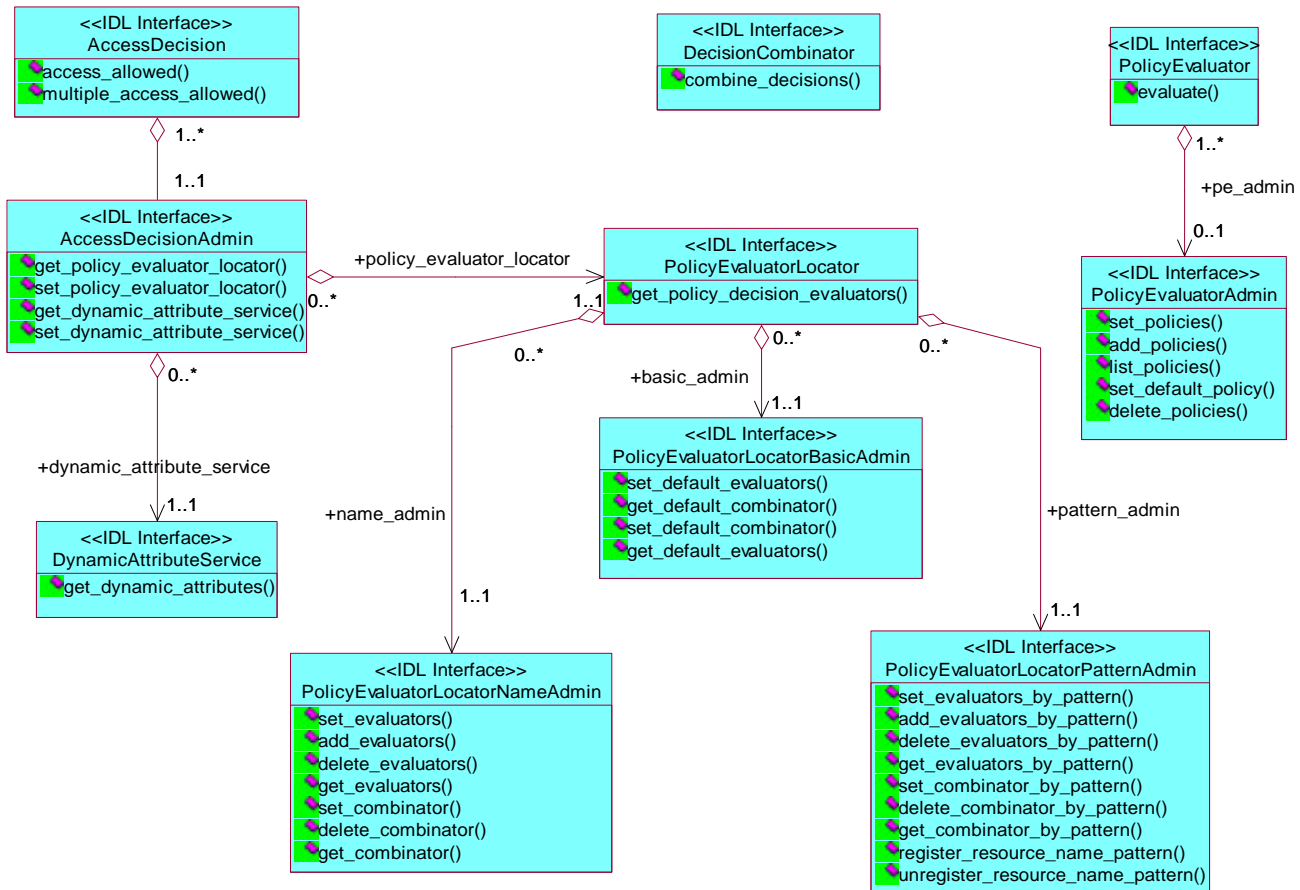 <<IDL Interface>>
AccessDecision
access_allowed()
multiple_access_allowed()
<<IDL Interface>>
DecisionCombinator
combine_decisions()
<<IDL Interface>>
PolicyEvaluator
evaluate()
1..*
1..1
1..*
+pe_admin
0..1
<<IDL Interface>>
AccessDecisionAdmin
get_policy_evaluator_locator()
set_policy_evaluator_locator()
get_dynamic_attribute_service()
set_dynamic_attribute_service()
+policy_evaluator_locator
0..*
1..1
<<IDL Interface>>
PolicyEvaluatorLocator
get_policy_decision_evaluators()
<<IDL Interface>>
PolicyEvaluatorAdmin
set_policies()
add_policies()
list_policies()
set_default_policy()
delete_policies()
0..*
+dynamic_attribute_service
1..1
0..*
+name_admin
1..1
0..*
+basic_admin
1..1
0..*
+pattern_admin
1..1
<<IDL Interface>>
PolicyEvaluatorLocatorBasicAdmin
set_default_evaluators()
get_default_combinator()
set_default_combinator()
get_default_evaluators()
<<IDL Interface>>
DynamicAttributeService
get_dynamic_attributes()
<<IDL Interface>>
PolicyEvaluatorLocatorNameAdmin
set_evaluators()
add_evaluators()
delete_evaluators()
get_evaluators()
set_combinator()
delete_combinator()
get_combinator()
<<IDL Interface>>
PolicyEvaluatorLocatorPatternAdmin
set_evaluators_by_pattern()
add_evaluators_by_pattern()
delete_evaluators_by_pattern()
get_evaluators_by_pattern()
set_combinator_by_pattern()
delete_combinator_by_pattern()
get_combinator_by_pattern()
register_resource_name_pattern()
unregister_resource_name_pattern()